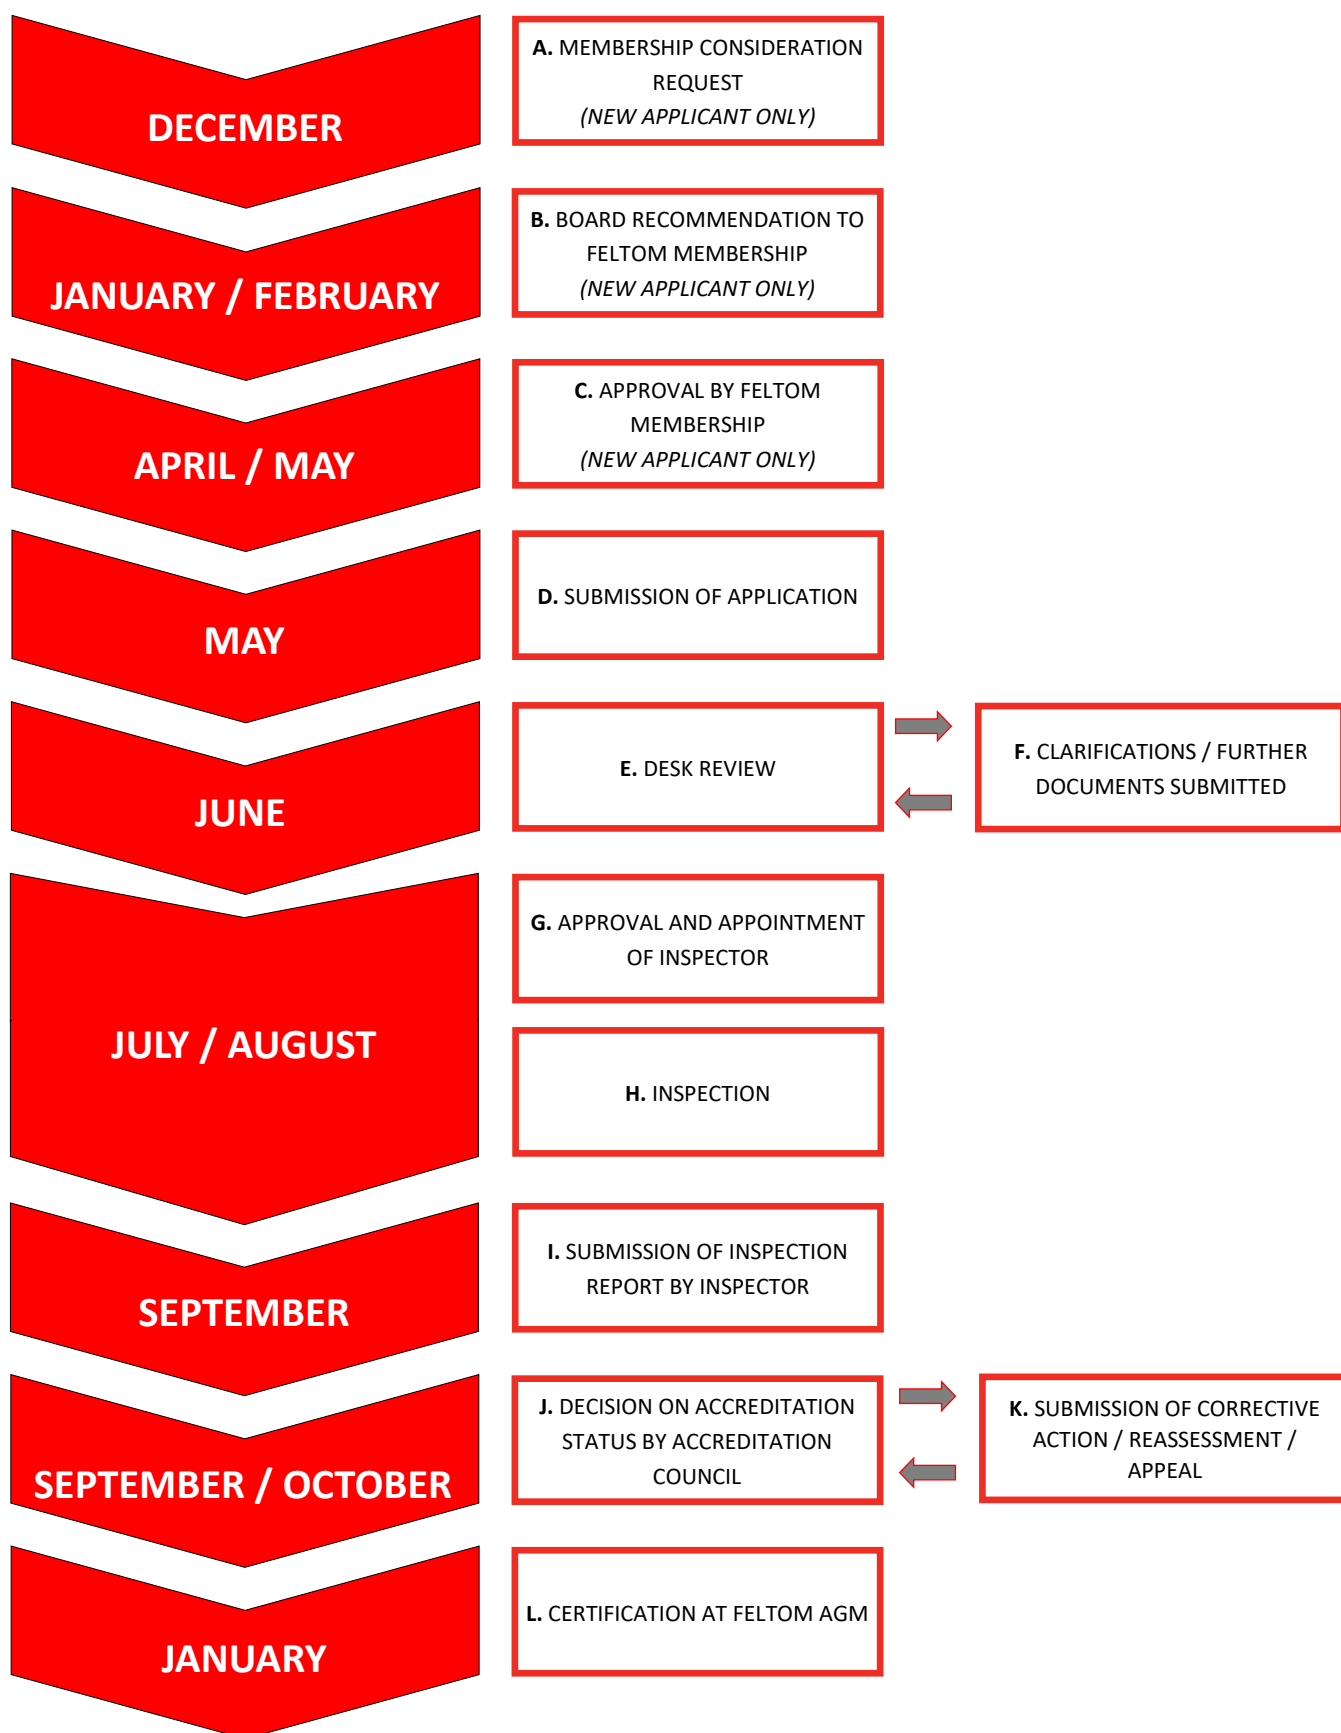 DECEMBER
A. MEMBERSHIP CONSIDERATION
REQUEST
(NEW APPLICANT ONLY)
JANUARY / FEBRUARY
B. BOARD RECOMMENDATION TO
FELTOM MEMBERSHIP
(NEW APPLICANT ONLY)
APRIL / MAY
C. APPROVAL BY FELTOM
MEMBERSHIP
(NEW APPLICANT ONLY)
MAY
D. SUBMISSION OF APPLICATION
JUNE
E. DESK REVIEW
F. CLARIFICATIONS / FURTHER
DOCUMENTS SUBMITTED
JULY / AUGUST
G. APPROVAL AND APPOINTMENT
OF INSPECTOR
H. INSPECTION
SEPTEMBER
I. SUBMISSION OF INSPECTION
REPORT BY INSPECTOR
SEPTEMBER / OCTOBER
J. DECISION ON ACCREDITATION
STATUS BY ACCREDITATION
COUNCIL
K. SUBMISSION OF CORRECTIVE
ACTION / REASSESSMENT /
APPEAL
JANUARY
L. CERTIFICATION AT FELTOM AGM